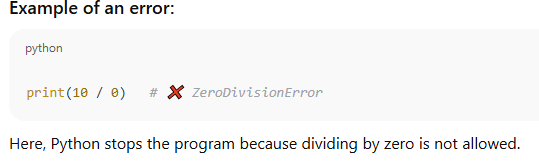 Example of an error:
python
print(10 / 0)   # ❌ ZeroDivisionError
Here, Python stops the program because dividing by zero is not allowed.